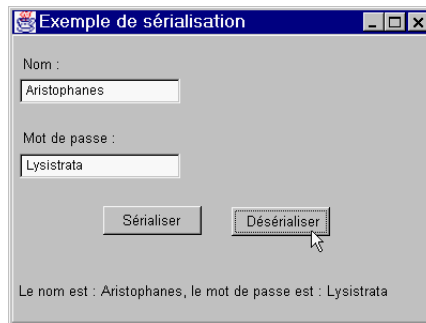 Exemple de sérialisation
Nom :
Aristophanes
Mot de passe :
Lysistrata
Sérialiser Désérialiser
Le nom est : Aristophanes, le mot de passe est : Lysistrata